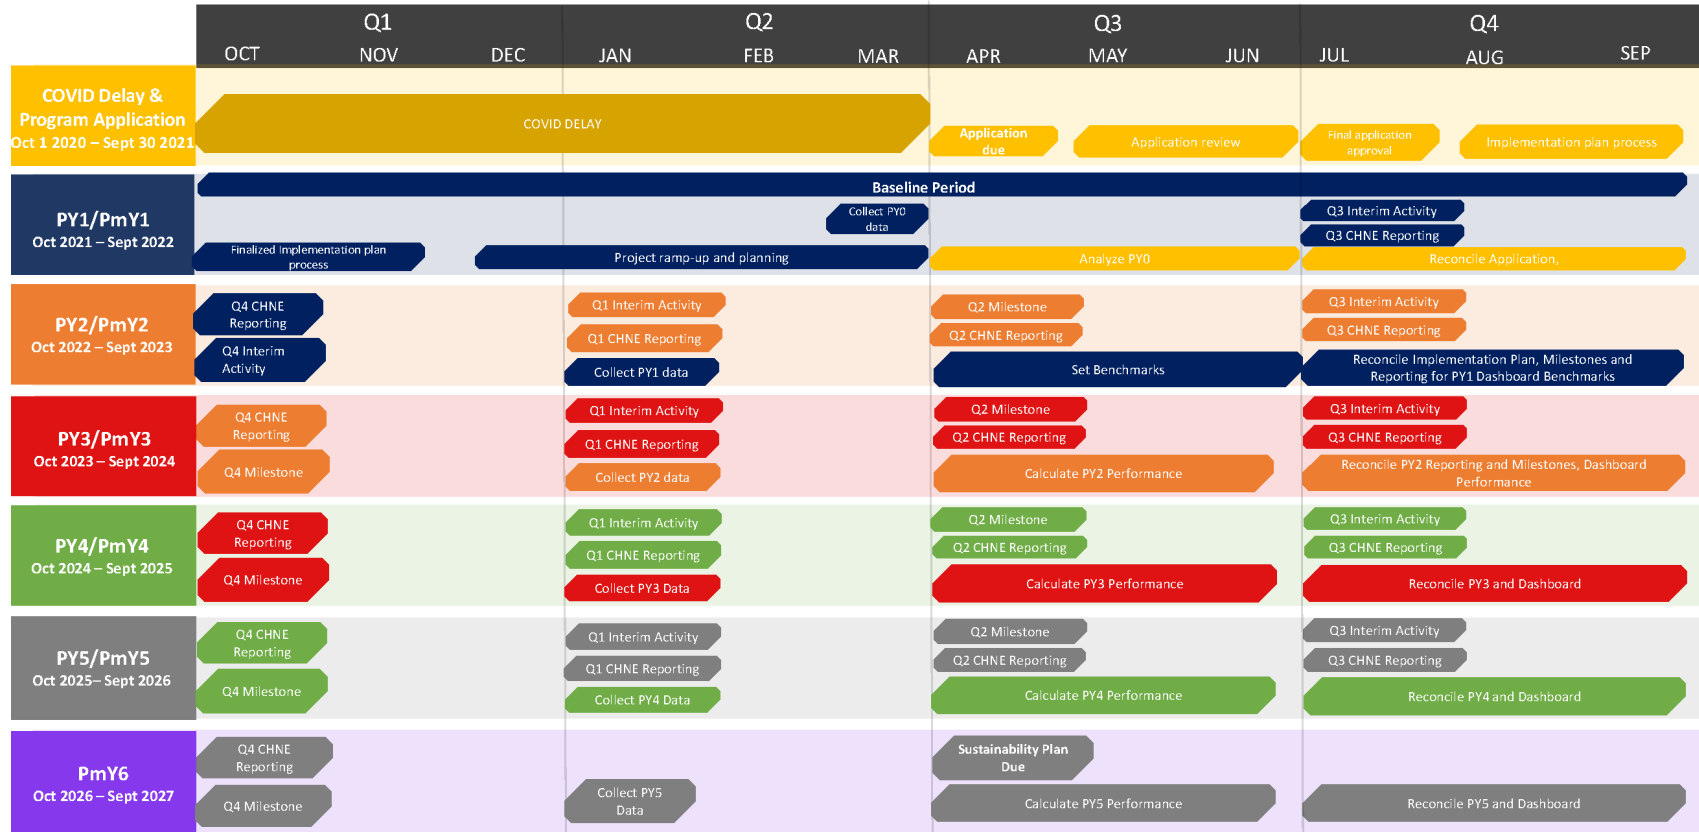 Q1
Q2
Q3
Q4
OCT
NOV
DEC
JAN
FEB
MAR
APR
MAY
JUN
JUL
AUG
SEP
COVID Delay &
Program Application
Oct 1 2020 – Sept 30 2021
COVID DELAY
Application
due
Application review
Final application
approval
Implementation plan process
PY1/PmY1
Oct 2021 – Sept 2022
Baseline Period
Collect PY0
data
Q3 Interim Activity
Q3 CHNE Reporting
Finalized Implementation plan
process
Project ramp-up and planning
Analyze PY0
Reconcile Application,
PY2/PmY2
Oct 2022 – Sept 2023
Q4 CHNE
Reporting
Q4 Interim
Activity
Q1 Interim Activity
Q1 CHNE Reporting
Collect PY1 data
Q2 Milestone
Q2 CHNE Reporting
Set Benchmarks
Q3 Interim Activity
Q3 CHNE Reporting
Reconcile Implementation Plan, Milestones and
Reporting for PY1 Dashboard Benchmarks
PY3/PmY3
Oct 2023 – Sept 2024
Q4 CHNE
Reporting
Q4 Milestone
Q1 Interim Activity
Q1 CHNE Reporting
Collect PY2 data
Q2 Milestone
Q2 CHNE Reporting
Calculate PY2 Performance
Q3 Interim Activity
Q3 CHNE Reporting
Reconcile PY2 Reporting and Milestones, Dashboard
Performance
PY4/PmY4
Oct 2024 – Sept 2025
Q4 CHNE
Reporting
Q4 Milestone
Q1 Interim Activity
Q1 CHNE Reporting
Collect PY3 Data
Q2 Milestone
Q2 CHNE Reporting
Calculate PY3 Performance
Q3 Interim Activity
Q3 CHNE Reporting
Reconcile PY3 and Dashboard
PY5/PmY5
Oct 2025– Sept 2026
Q4 CHNE
Reporting
Q4 Milestone
Q1 Interim Activity
Q1 CHNE Reporting
Collect PY4 Data
Q2 Milestone
Q2 CHNE Reporting
Calculate PY4 Performance
Q3 Interim Activity
Q3 CHNE Reporting
Reconcile PY4 and Dashboard
PmY6
Oct 2026 – Sept 2027
Q4 CHNE
Reporting
Q4 Milestone
Collect PY5
Data
Sustainability Plan
Due
Calculate PY5 Performance
Reconcile PY5 and Dashboard